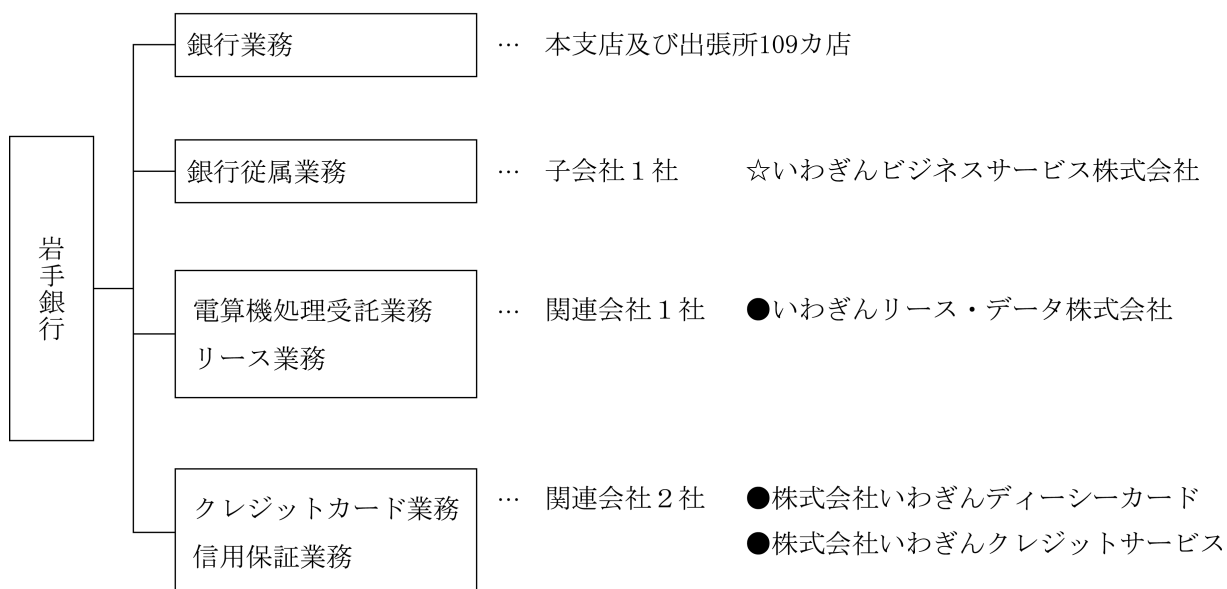 銀行業務 … 本支店及び出張所109カ店
銀行従属業務 … 子会社１社 ☆いわぎんビジネスサービス株式会社
岩手銀行
電算機処理受託業務 … 関連会社１社 ●いわぎんリース・データ株式会社
リース業務
クレジットカード業務 … 関連会社２社 ●株式会社いわぎんディーシーカード
信用保証業務 ●株式会社いわぎんクレジットサービス